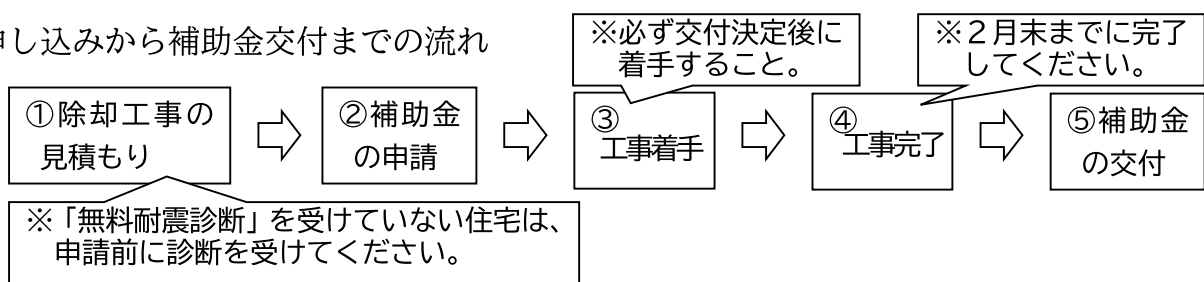 し込みから補助金交付までの流れ
※必ず交付決定後に
着手すること。
※２月末までに完了
してください。
①除却工事の
見積もり
②補助金
の申請
③
工事着手
④
工事完了
⑤補助金
の交付
※「無料耐震診断」を受けていない住宅は、
申請前に診断を受けてください。